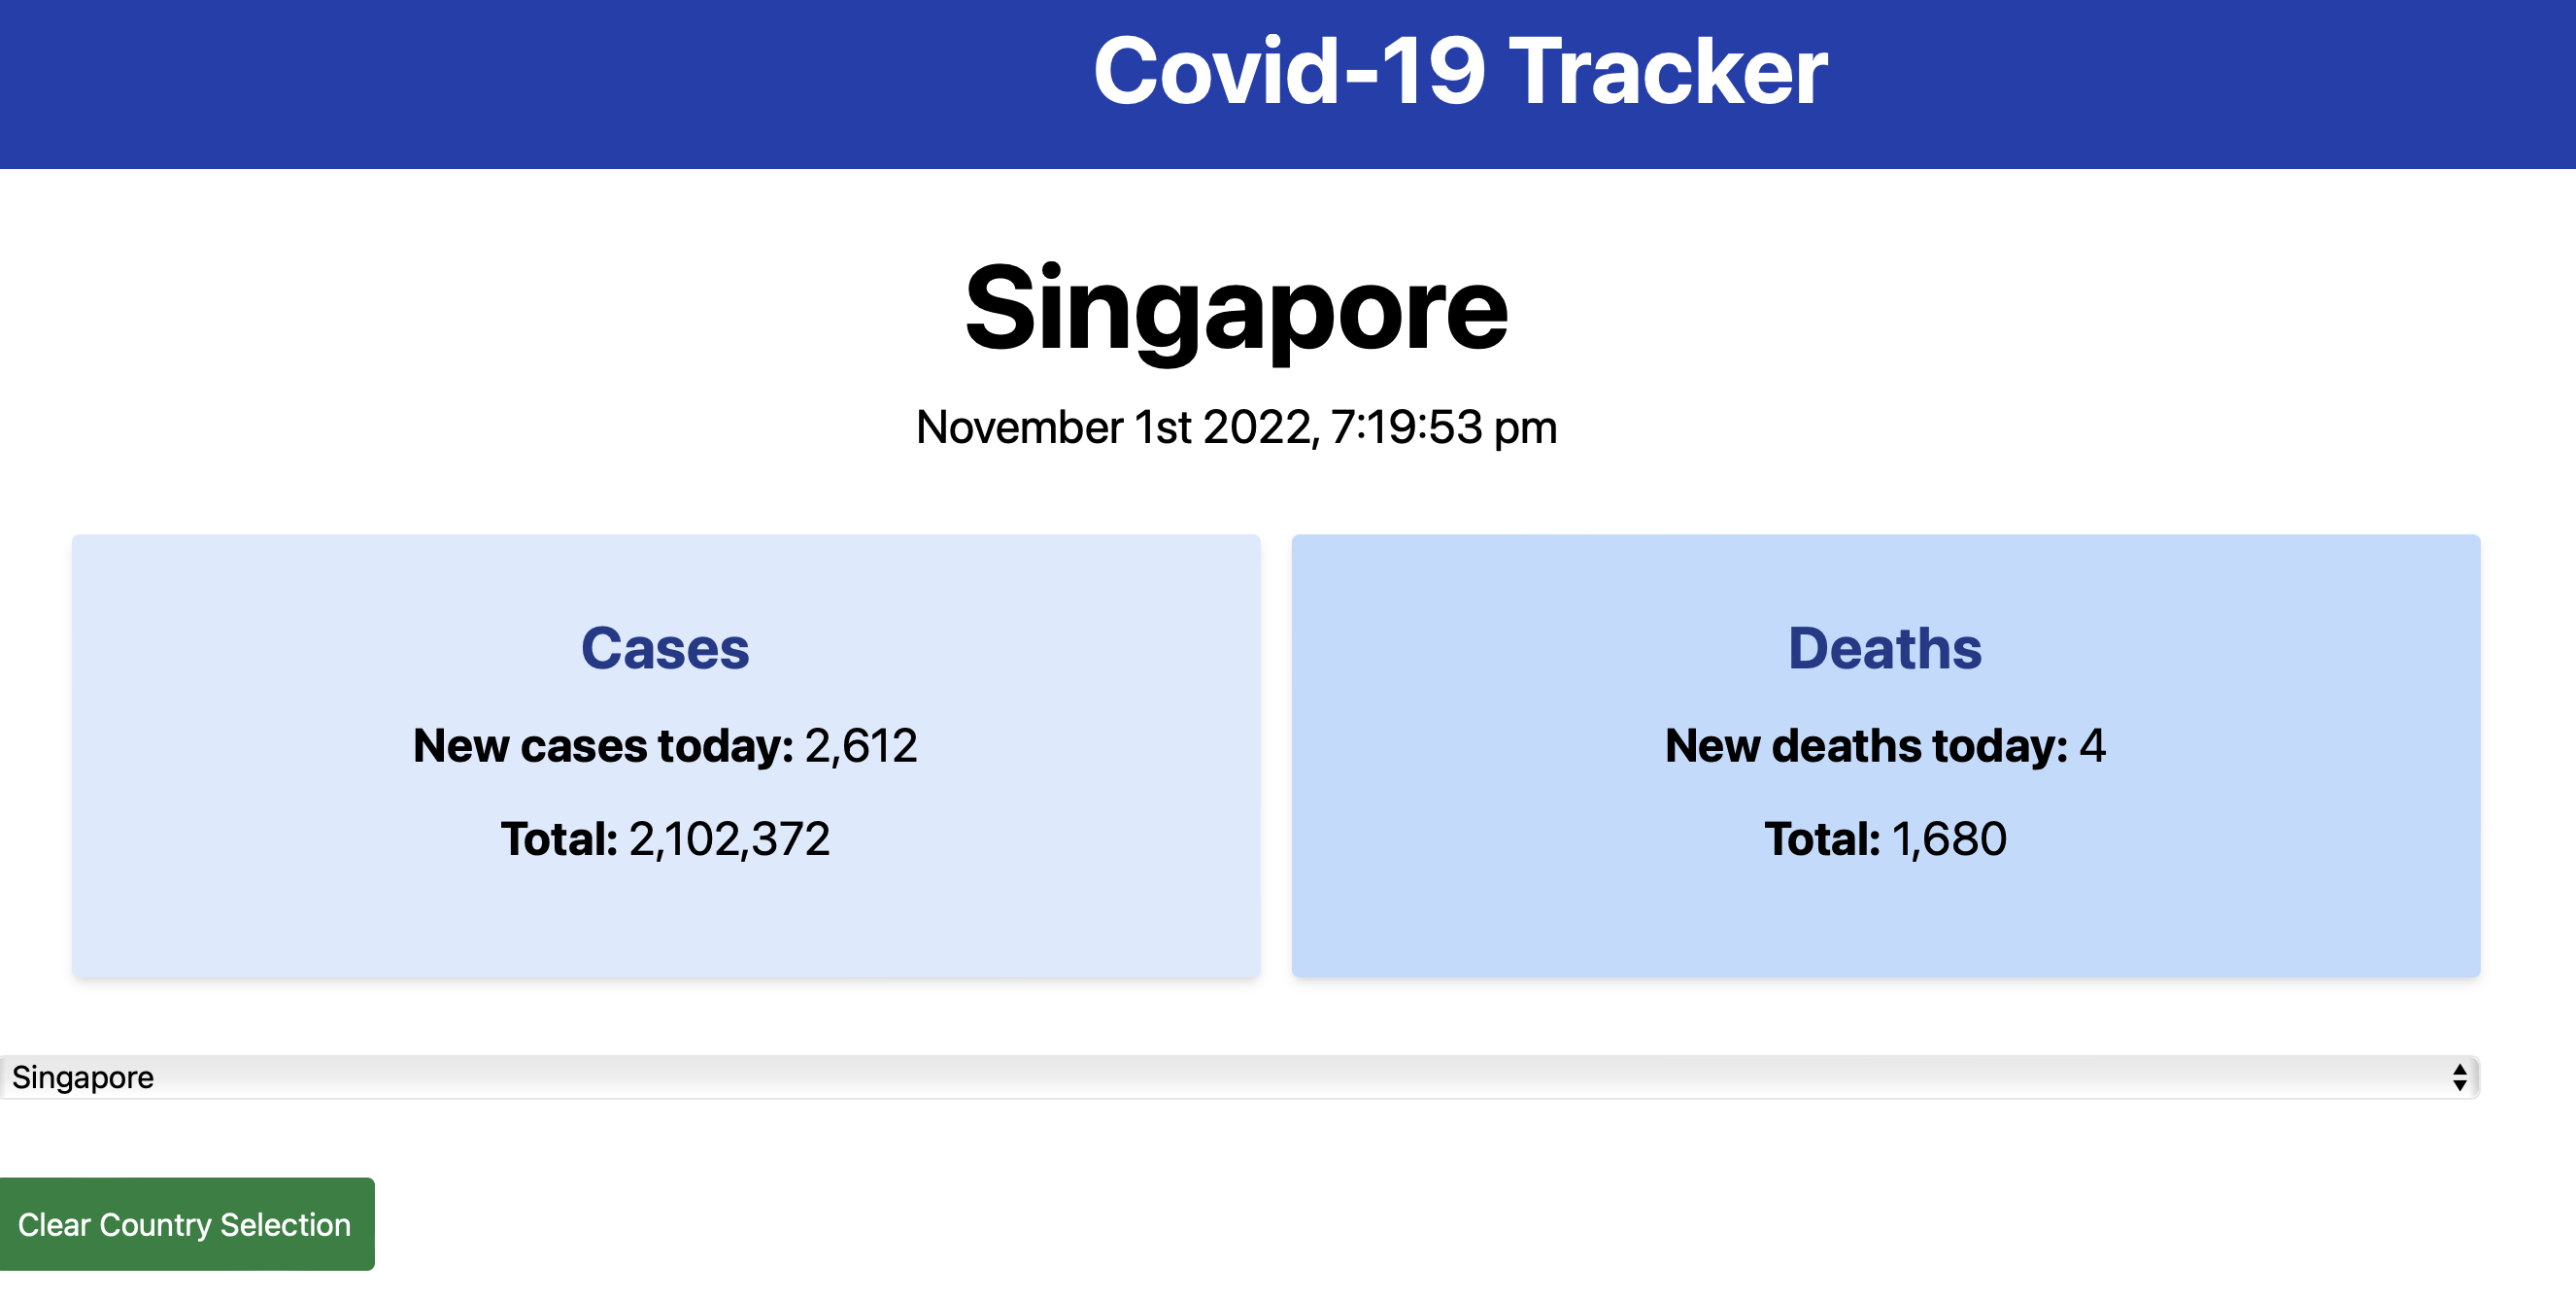 Covid-19 Tracker
Singapore
November 1st 2022, 7:19:53 pm
Cases
New cases today: 2,612
Total: 2,102,372
Deaths
New deaths today: 4
Total: 1,680
Singapore
Clear Country Selection